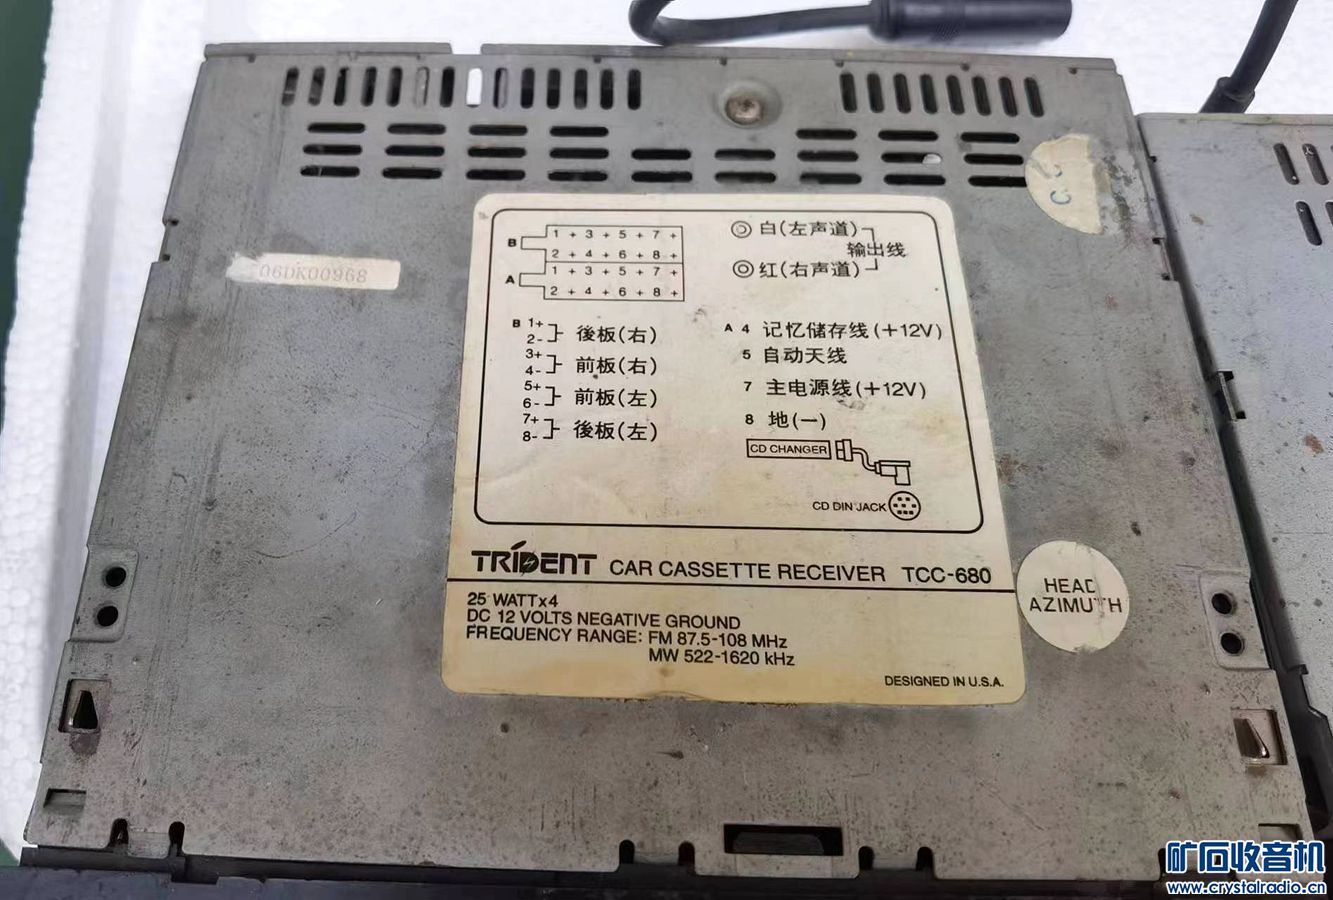 C.C
06DK00968
B 1 + 3 + 5 + 7 +
2 + 4 + 6 + 8 +
A 1 + 3 + 5 + 7 +
2 + 4 + 6 + 8 +
白(左声道)
输出线
红(右声道)
B 1+
2- 後板(右)
3+
4- 前板(右)
5+
6- 前板(左)
7+
8- 後板(左)
A 4 记忆储存线(+12V)
5 自动天线
7 主电源线(+12V)
8 地(一)
CD CHANGER
CD DIN JACK
TRIDENT CAR CASSETTE RECEIVER TCC-680
25 WATTx4
DC 12 VOLTS NEGATIVE GROUND
FREQUENCY RANGE: FM 87.5-108 MHz
MW 522-1620 kHz
DESIGNED IN U.S.A.
HEAD
AZIMUTH
矿石收音机
www.crystalradio.cn